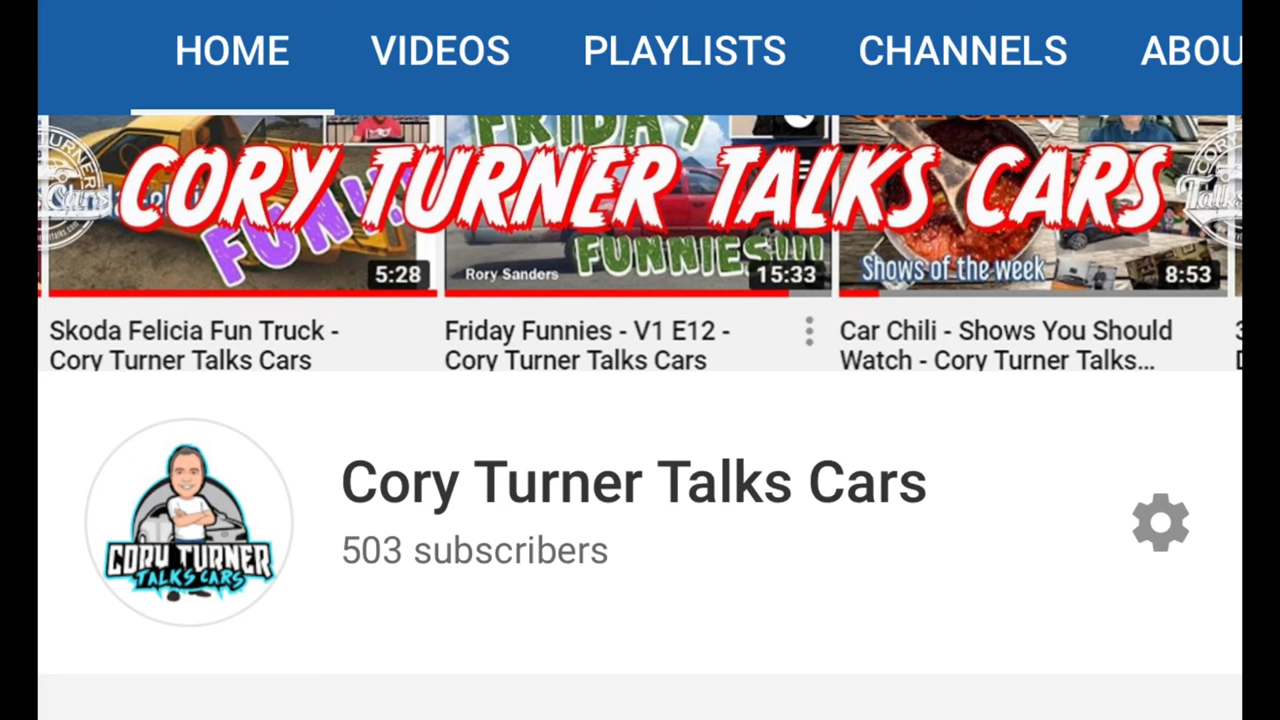 HOME VIDEOS PLAYLISTS CHANNELS ABOU
FRIDAY
CORY TURNER TALKS CARS
FUN!!!
FUNNIES!!!
Rory Sanders
Shows of the week
5:28
15:33
8:53
Skoda Felicia Fun Truck -
Cory Turner Talks Cars
Friday Funnies - V1 E12 -
Cory Turner Talks Cars
Car Chili - Shows You Should
Watch - Cory Turner Talks...
Cory Turner Talks Cars
503 subscribers
CORY TURNER
TALKS CARS